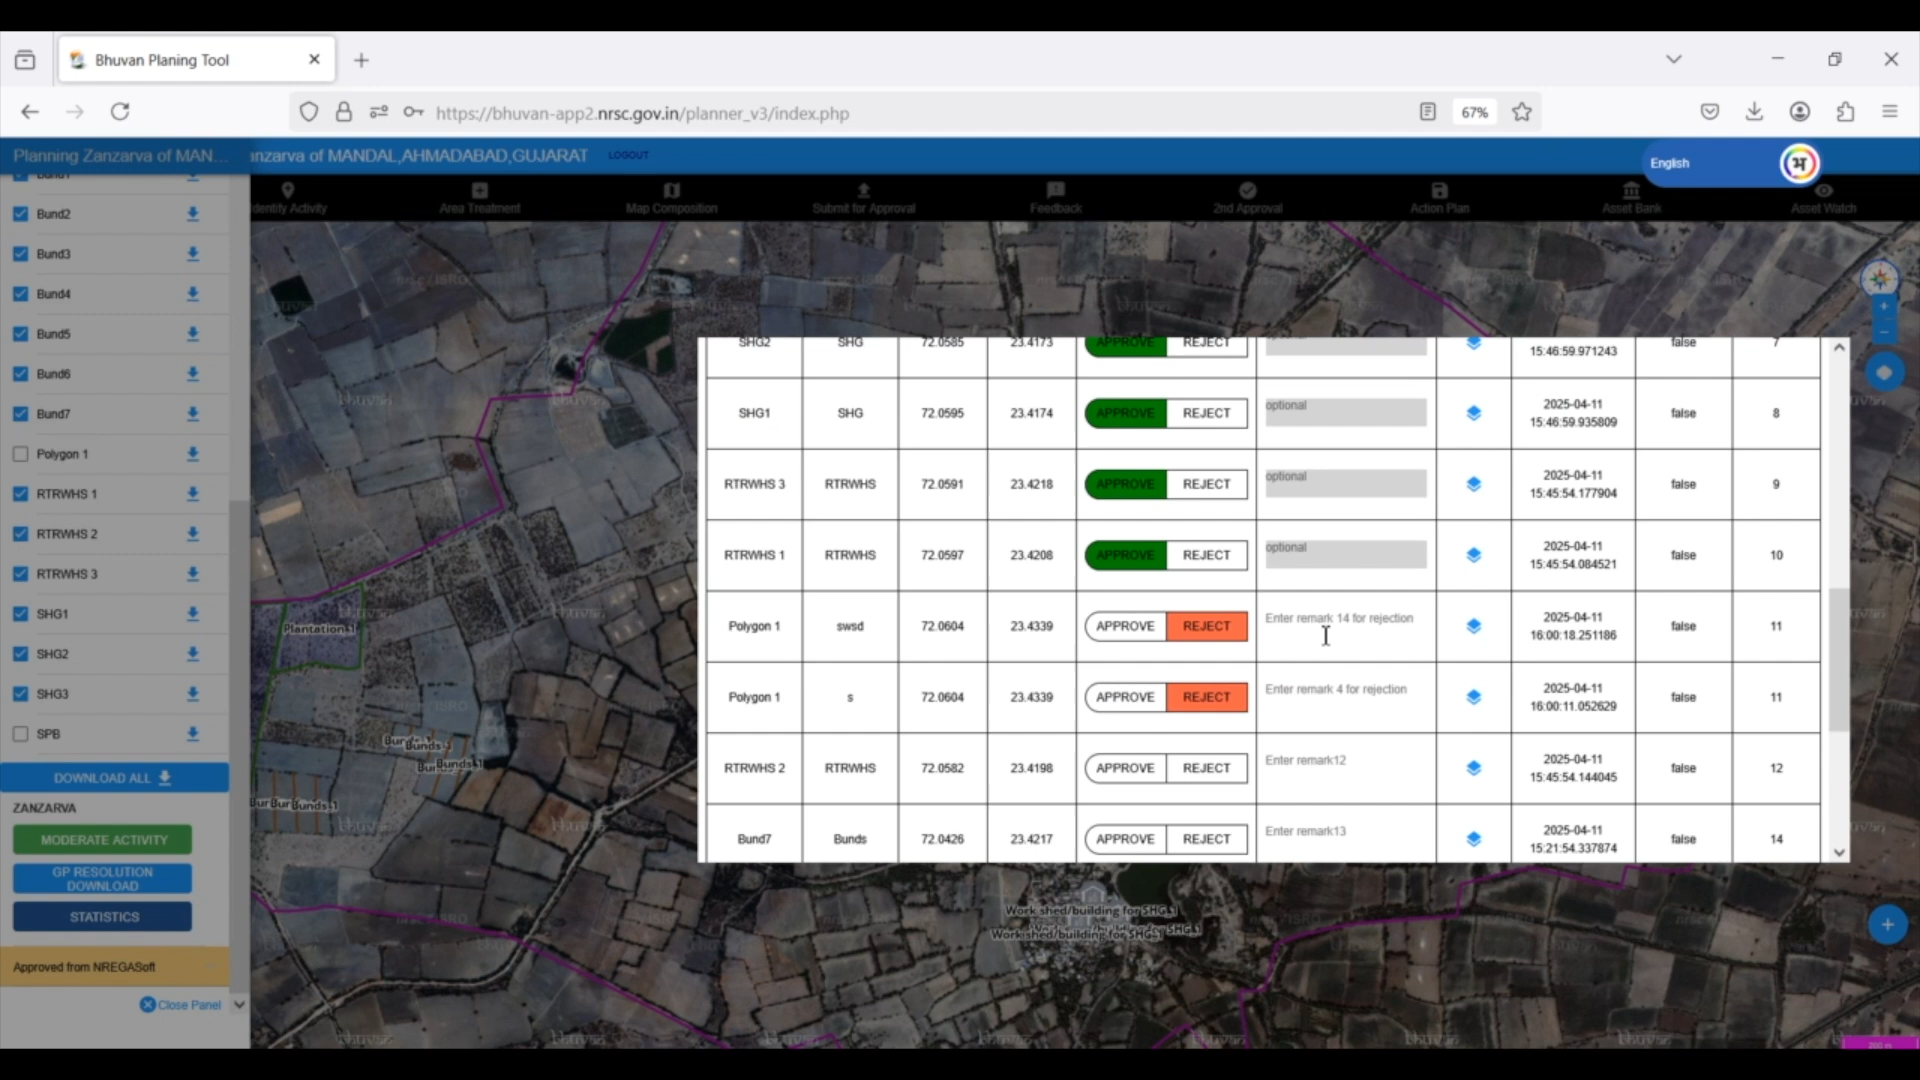 Bhuvan Planing Tool
https://bhuvan-app2.nrsc.gov.in/planner_v3/index.php
67%
Planning Zanzarva of MAN...
anzarva of MANDAL,AHMADABAD,GUJARAT
LOGOUT
English
Identify Activity
Area Treatment
Map Composition
Submit for Approval
Feedback
2nd Approval
Action Plan
Asset Bank
Asset Watch
Bund1
Bund2
Bund3
Bund4
Bund5
Bund6
Bund7
Polygon 1
RTRWHS 1
RTRWHS 2
RTRWHS 3
SHG1
SHG2
SHG3
SPB
DOWNLOAD ALL
ZANZARVA
MODERATE ACTIVITY
GP RESOLUTION
DOWNLOAD
STATISTICS
Approved from NREGASoft
Close Panel
Plantation 1
Bunds 1
Bunds 1
Bunds 1
SHG2 SHG 72.0585 23.4173 APPROVE REJECT 15:46:59.971243 false 7
SHG1 SHG 72.0595 23.4174 APPROVE REJECT optional 2025-04-11 15:46:59.935809 false 8
RTRWHS 3 RTRWHS 72.0591 23.4218 APPROVE REJECT optional 2025-04-11 15:45:54.177904 false 9
RTRWHS 1 RTRWHS 72.0597 23.4208 APPROVE REJECT optional 2025-04-11 15:45:54.084521 false 10
Polygon 1 swsd 72.0604 23.4339 APPROVE REJECT Enter remark 14 for rejection 2025-04-11 16:00:18.251186 false 11
Polygon 1 s 72.0604 23.4339 APPROVE REJECT Enter remark 4 for rejection 2025-04-11 16:00:11.052629 false 11
RTRWHS 2 RTRWHS 72.0582 23.4198 APPROVE REJECT Enter remark12 2025-04-11 15:45:54.144045 false 12
Bund7 Bunds 72.0426 23.4217 APPROVE REJECT Enter remark13 2025-04-11 15:21:54.337874 false 14
Work shed/building for SHG 1
200 m